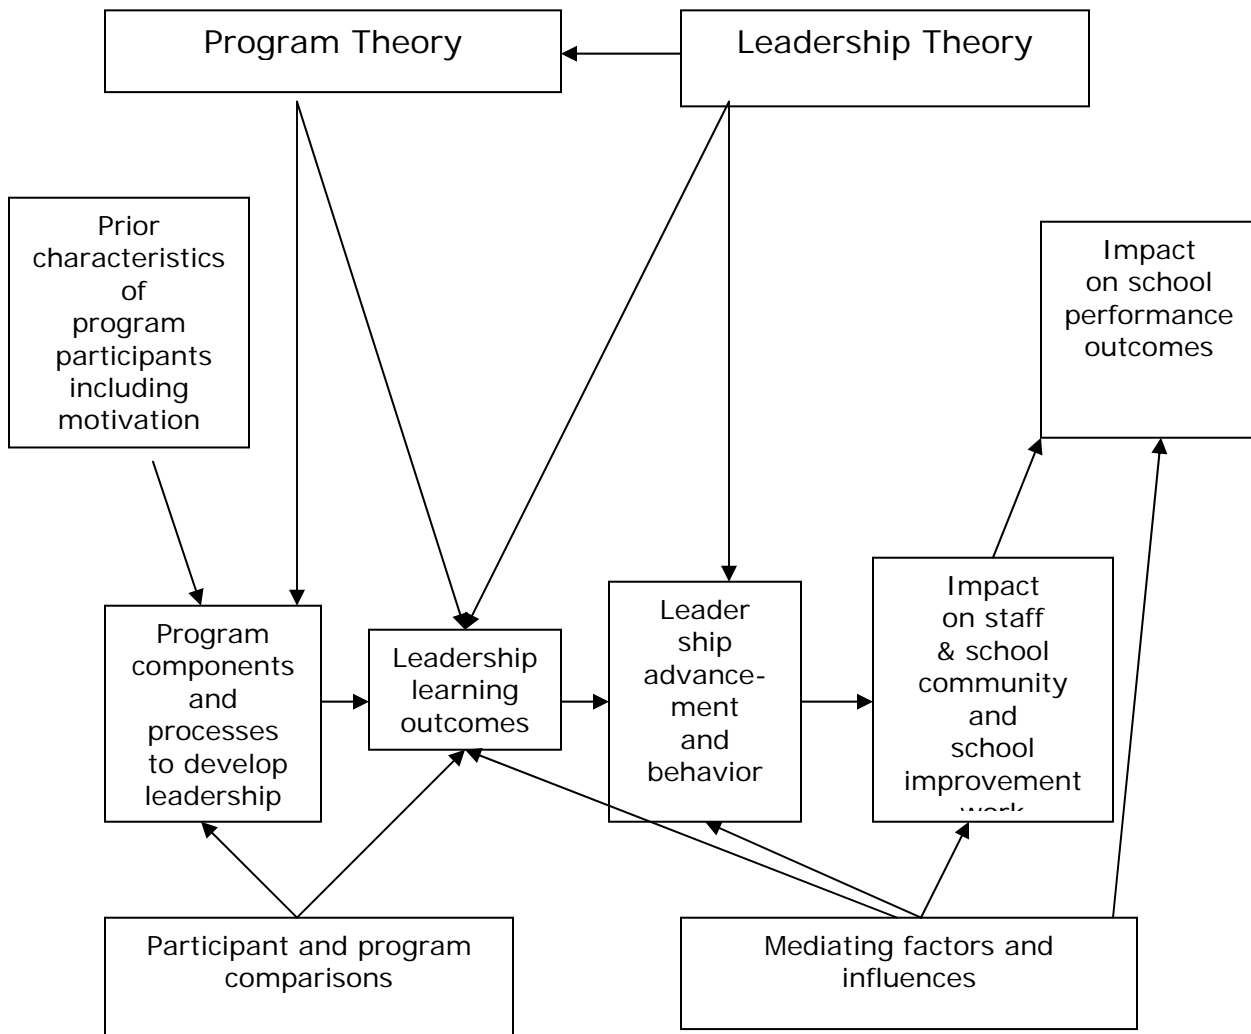 Program Theory
Leadership Theory
Prior
characteristics
of
program
participants
including
motivation
Impact
on school
performance
outcomes
Program
components
and
processes
to develop
leadership
Leadership
learning
outcomes
Leader
ship
advance-
ment
and
behavior
Impact
on staff
& school
community
and
school
improvement
work
Participant and program
comparisons
Mediating factors and
influences